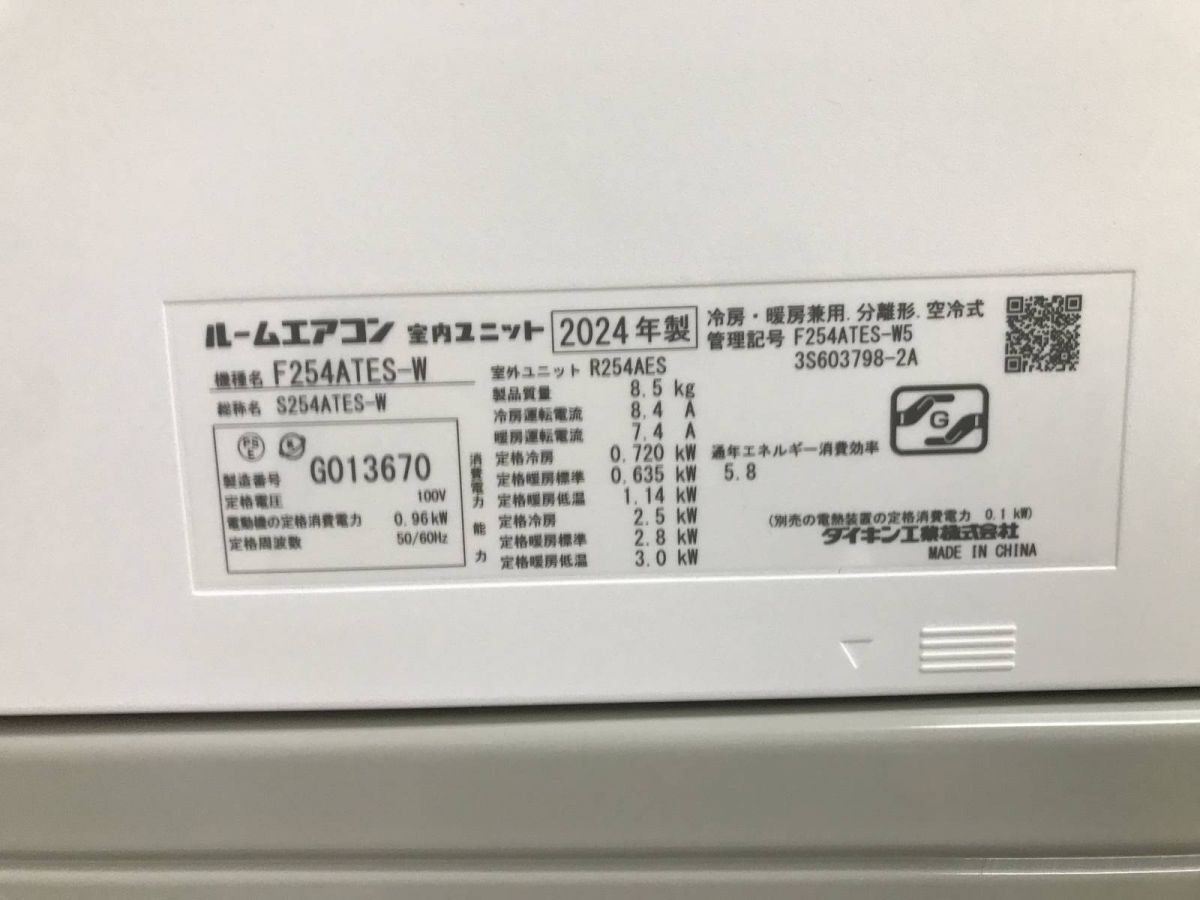 ルームエアコン 室内ユニット 2024年製
冷房・暖房兼用.分離形.空冷式
管理記号 F254ATES-W5
3S603798-2A
機種名 F254ATES-W
総称名 S254ATES-W
PS
E
製造番号 G013670
定格電圧 100V
電動機の定格消費電力 0.96kW
定格周波数 50/60Hz
室外ユニット R254AES
製品質量 8.5 kg
冷房運転電流 8.4 A
暖房運転電流 7.4 A
消費電力
定格冷房 0.720 kW
定格暖房標準 0.635 kW
定格暖房低温 1.14 kW
能力
定格冷房 2.5 kW
定格暖房標準 2.8 kW
定格暖房低温 3.0 kW
G
通年エネルギー消費効率
5.8
(別売の電熱装置の定格消費電力 0.1 kW)
ダイキン工業株式会社
MADE IN CHINA